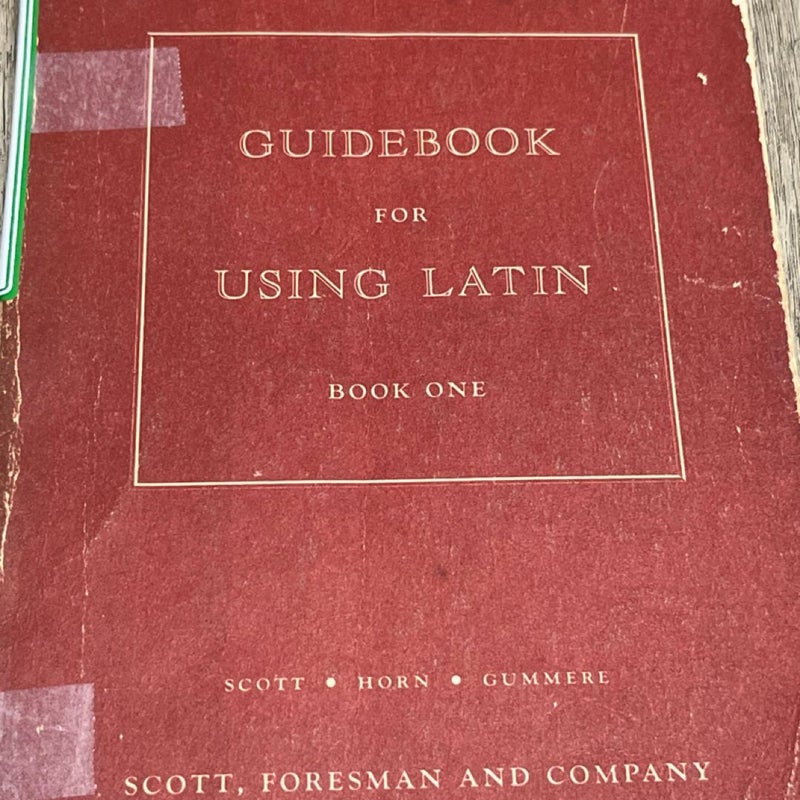 GUIDEBOOK
FOR
USING LATIN
BOOK ONE
SCOTT • HORN • GUMMERE
SCOTT, FORESMAN AND COMPANY